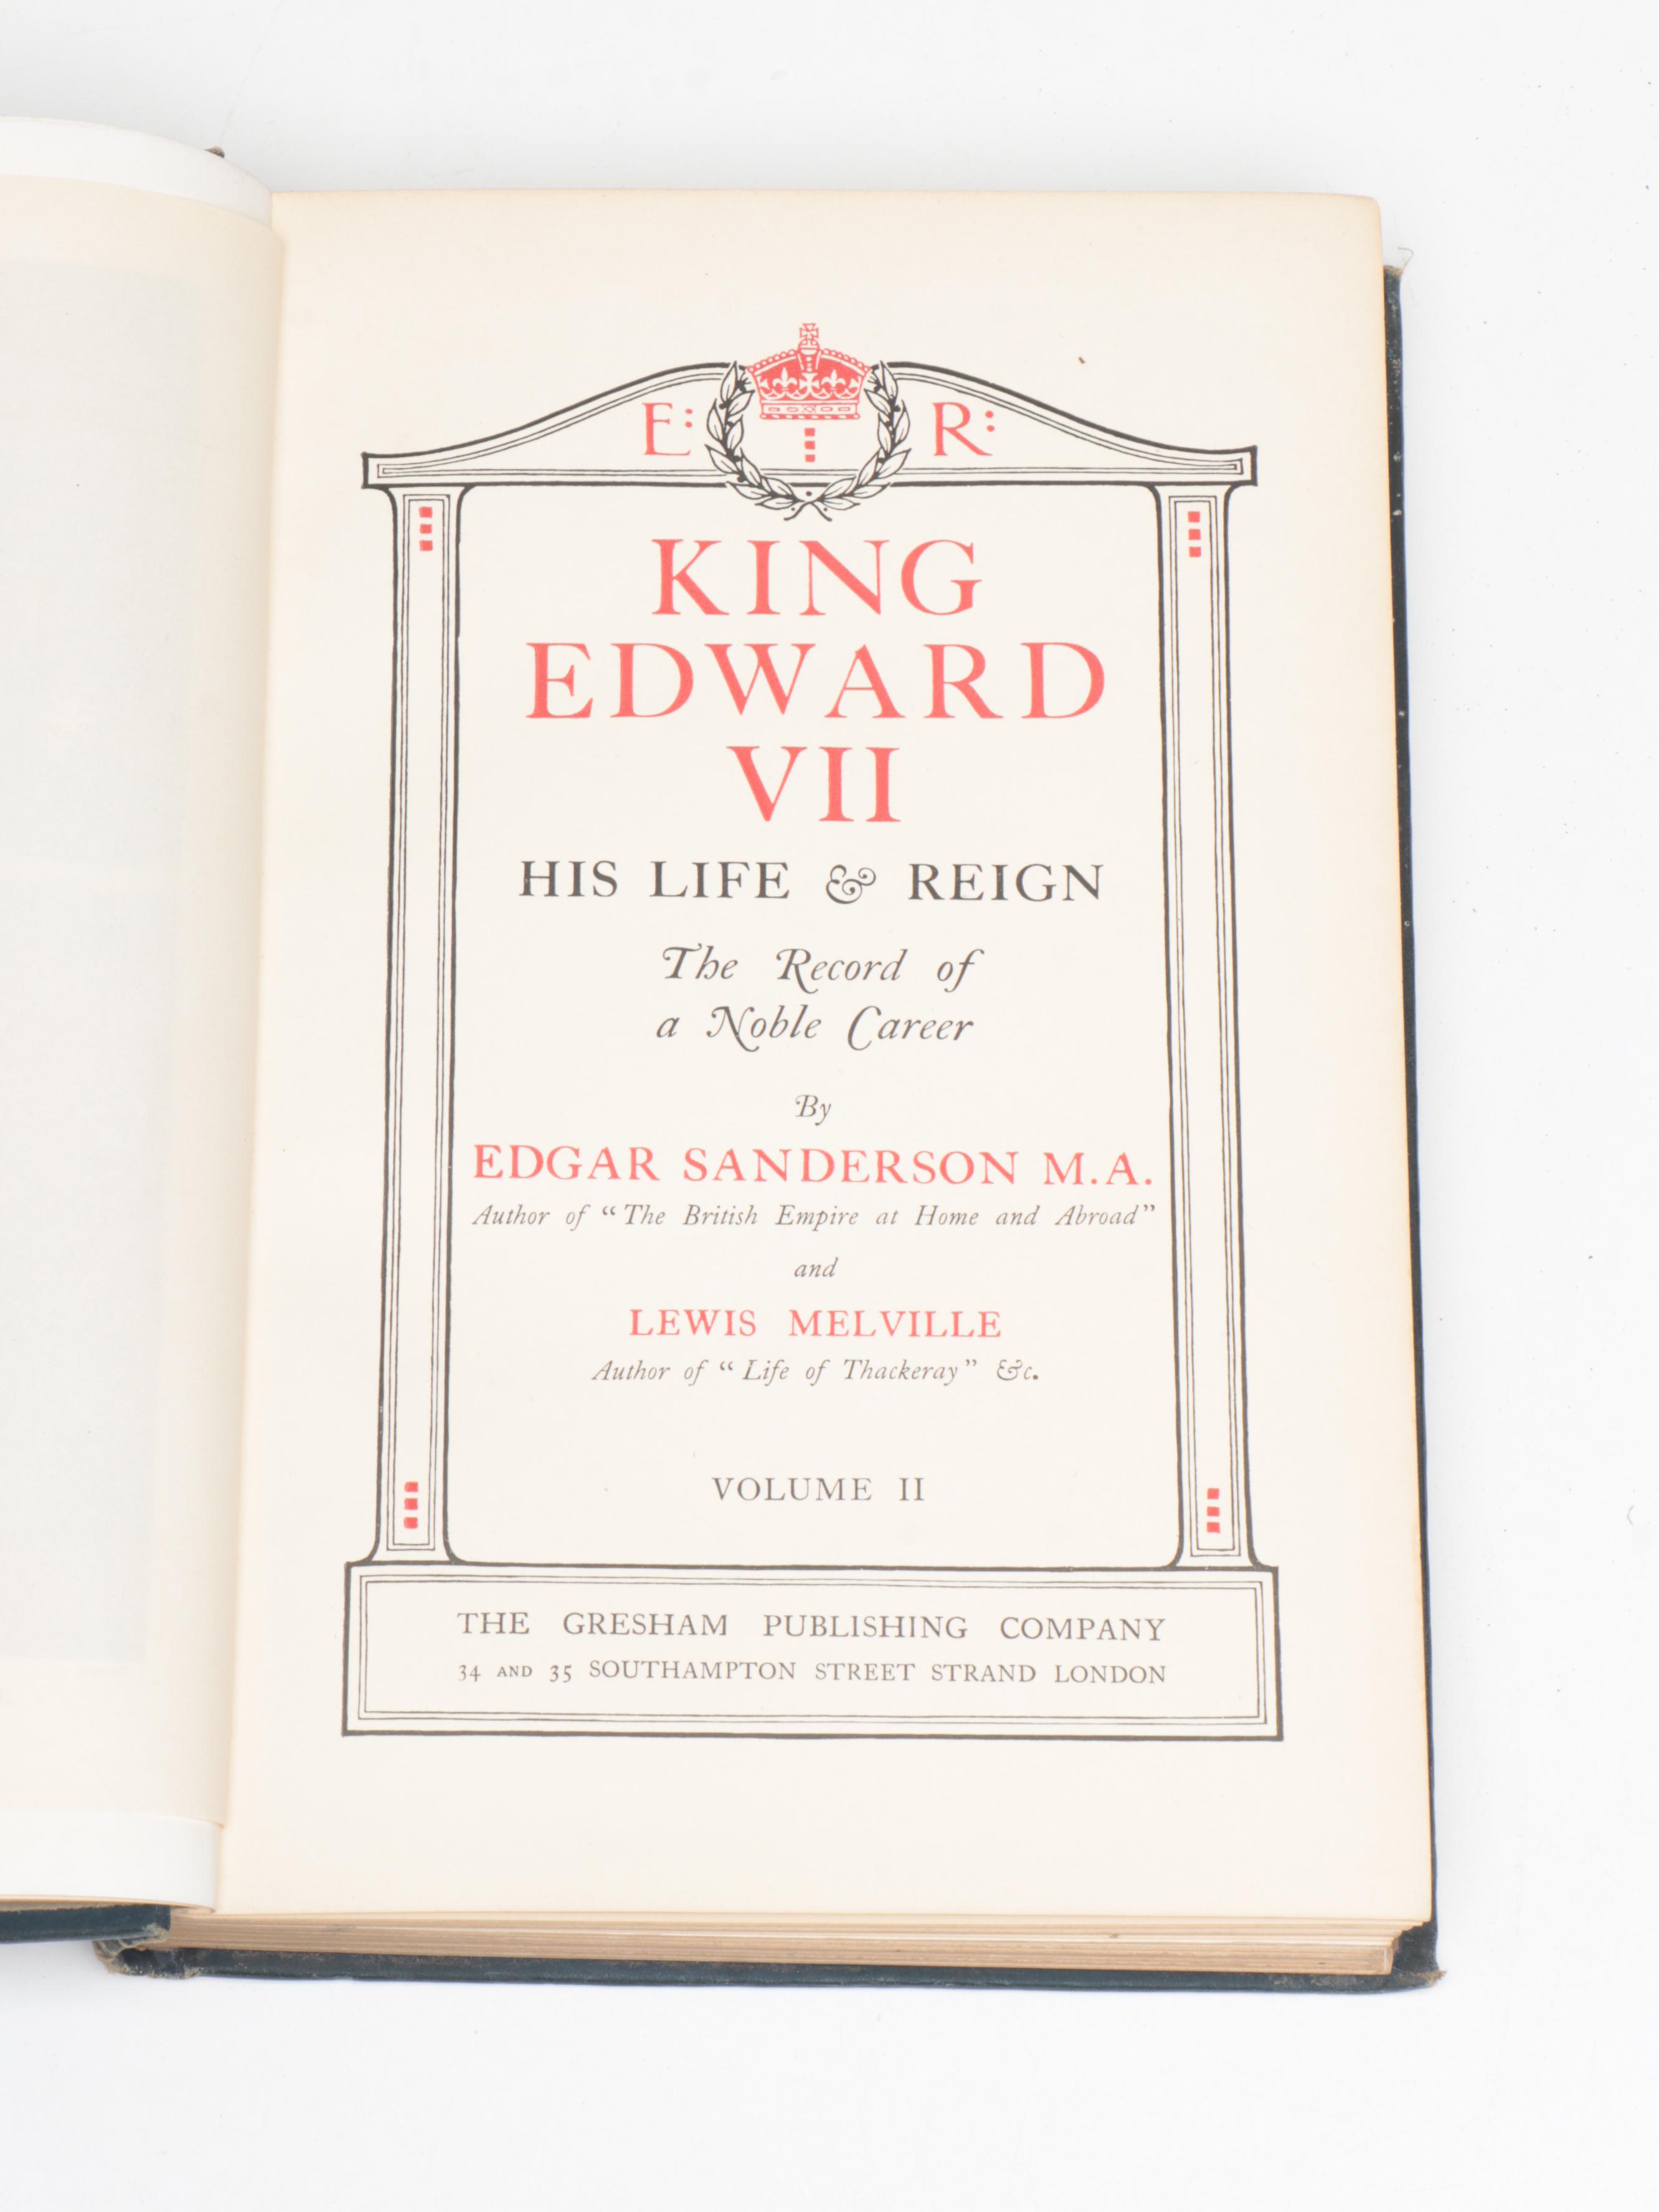 E: R:
KING
EDWARD
VII
HIS LIFE & REIGN
The Record of
a Noble Career
By
EDGAR SANDERSON M.A.
Author of “The British Empire at Home and Abroad”
and
LEWIS MELVILLE
Author of “Life of Thackeray” &c.
VOLUME II
THE GRESHAM PUBLISHING COMPANY
34 AND 35 SOUTHAMPTON STREET STRAND LONDON